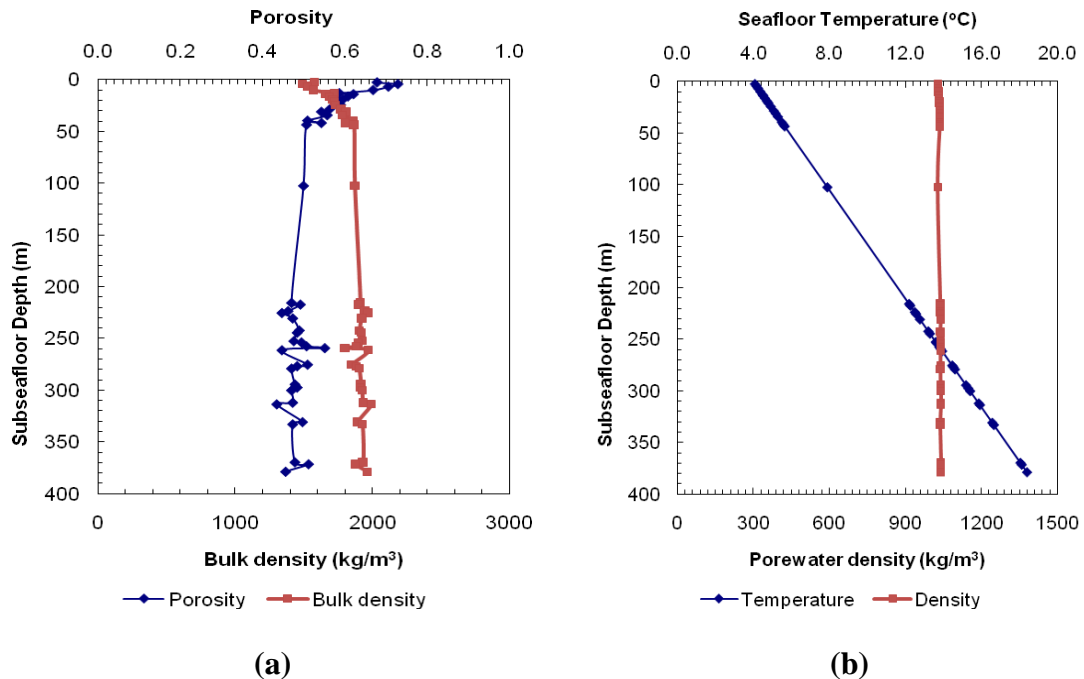 Porosity
0.0 0.2 0.4 0.6 0.8 1.0
0
50
100
150
200
250
300
350
400
Subseafloor Depth (m)
0 1000 2000 3000
Bulk density (kg/m³)
Porosity Bulk density
(a)
Seafloor Temperature (ºC)
0.0 4.0 8.0 12.0 16.0 20.0
0
50
100
150
200
250
300
350
400
Subseafloor Depth (m)
0 300 600 900 1200 1500
Porewater density (kg/m³)
Temperature Density
(b)